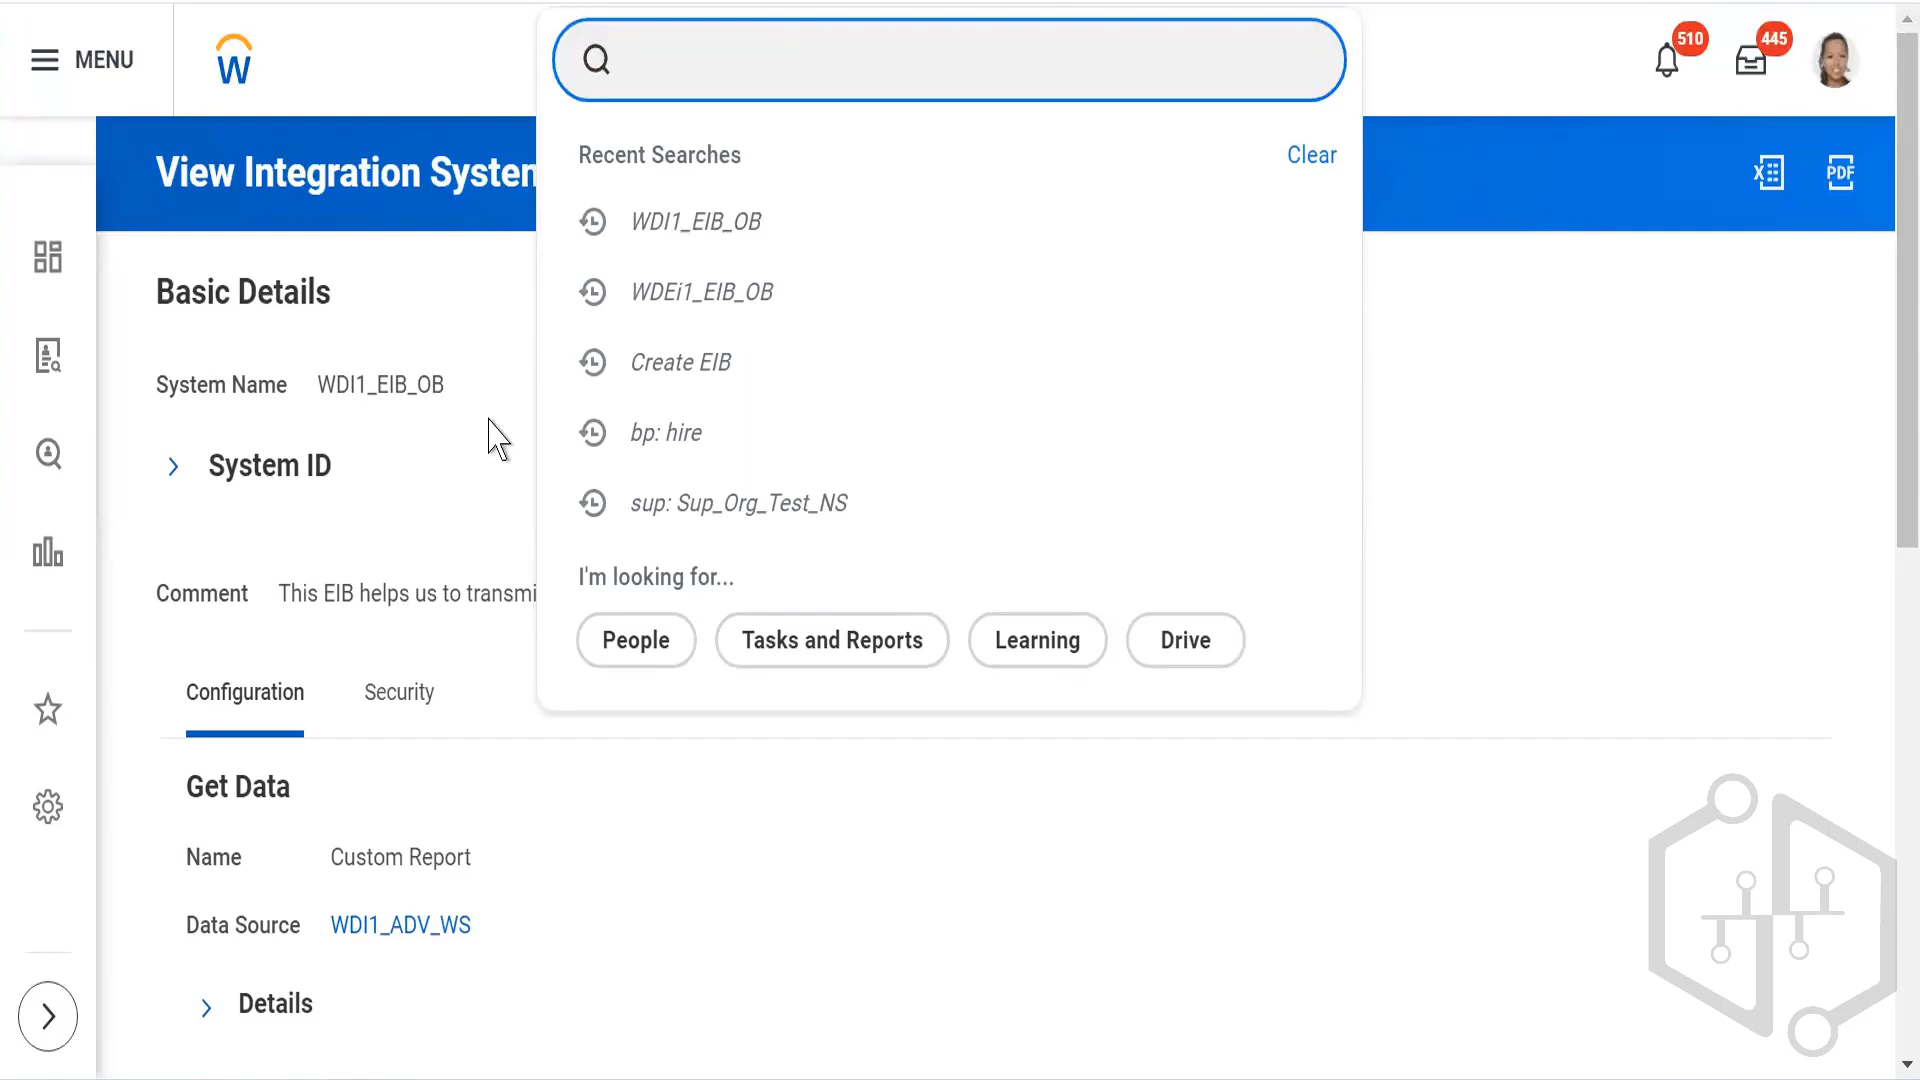 MENU
W
510
445
View Integration System
X
PDF
Recent Searches
Clear
WDI1_EIB_OB
WDEi1_EIB_OB
Create EIB
bp: hire
sup: Sup_Org_Test_NS
I'm looking for...
People
Tasks and Reports
Learning
Drive
Basic Details
System Name WDI1_EIB_OB
System ID
Comment This EIB helps us to transmi
Configuration
Security
Get Data
Name Custom Report
Data Source WDI1_ADV_WS
Details